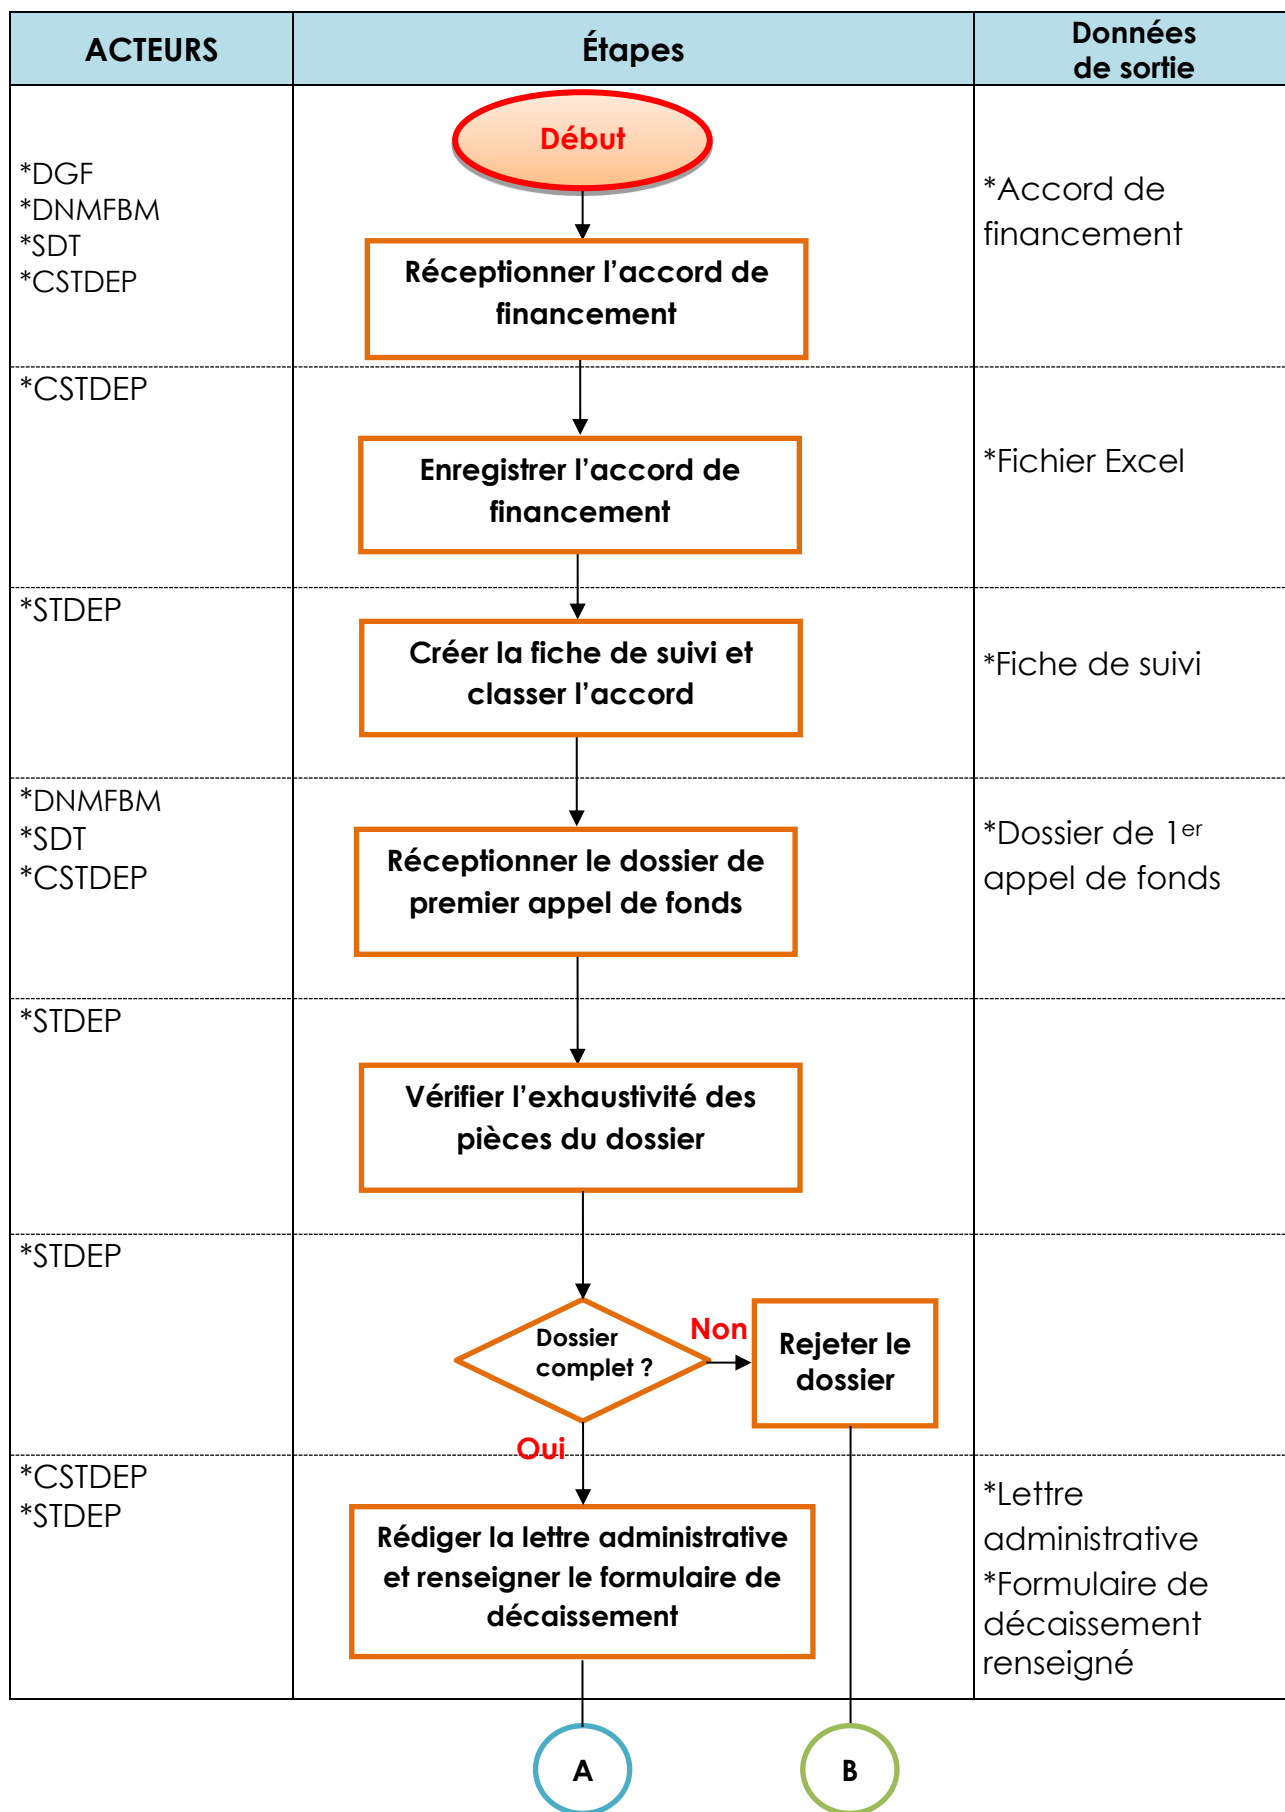 ACTEURS
Étapes
Données
de sortie
*DGF
*DNMFBM
*SDT
*CSTDEP
Début
Réceptionner l’accord de
financement
*Accord de
financement
*CSTDEP
Enregistrer l’accord de
financement
*Fichier Excel
*STDEP
Créer la fiche de suivi et
classer l’accord
*Fiche de suivi
*DNMFBM
*SDT
*CSTDEP
Réceptionner le dossier de
premier appel de fonds
*Dossier de 1er
appel de fonds
*STDEP
Vérifier l’exhaustivité des
pièces du dossier
*STDEP
Dossier
complet ?
Non
Rejeter le
dossier
Oui
*CSTDEP
*STDEP
Rédiger la lettre administrative
et renseigner le formulaire de
décaissement
*Lettre
administrative
*Formulaire de
décaissement
renseigné
A
B